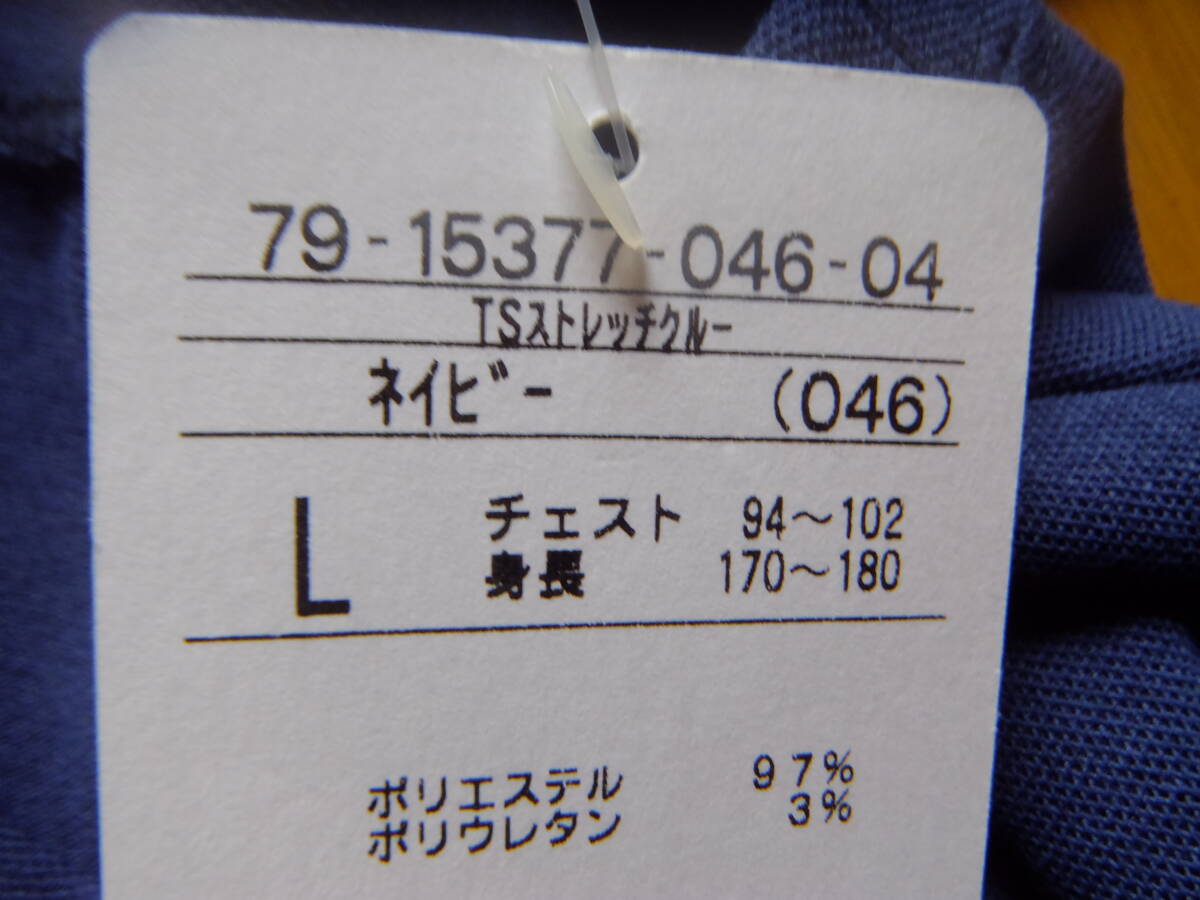 79-15377-046-04
TSストレッチクルー
ネイビー (046)
L
チェスト 94～102
身長 170～180
ポリエステル 97%
ポリウレタン 3%